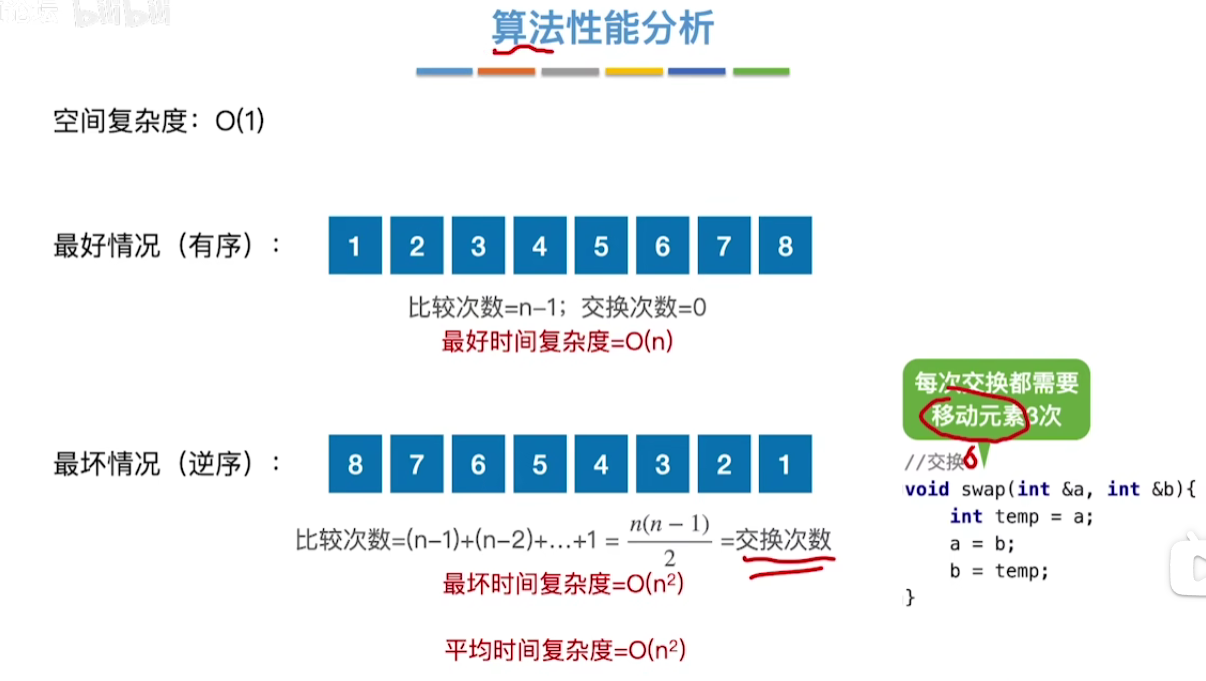 算法性能分析
空间复杂度：O(1)
最好情况（有序）：
1 2 3 4 5 6 7 8
比较次数=n-1；交换次数=0
最好时间复杂度=O(n)
每次交换都需要
移动元素3次
最坏情况（逆序）：
8 7 6 5 4 3 2 1
//交换
void swap(int &a, int &b){
int temp = a;
a = b;
b = temp;
}
比较次数=(n-1)+(n-2)+…+1 = n(n − 1)/2 =交换次数
最坏时间复杂度=O(n²)
平均时间复杂度=O(n²)